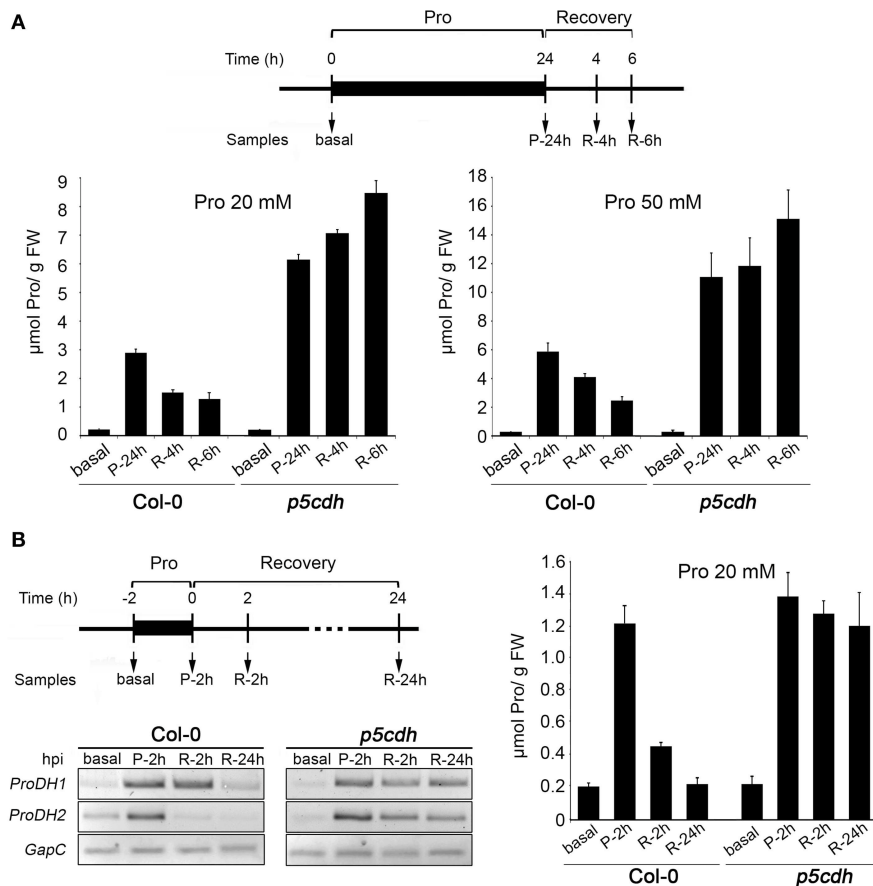 A
Pro Recovery
Time (h) 0 24 4 6
Samples basal P-24h R-4h R-6h
Pro 20 mM
µmol Pro/ g FW
9
8
7
6
5
4
3
2
1
0
basal P-24h R-4h R-6h basal P-24h R-4h R-6h
Col-0 p5cdh
Pro 50 mM
µmol Pro/ g FW
18
16
14
12
10
8
6
4
2
0
basal P-24h R-4h R-6h basal P-24h R-4h R-6h
Col-0 p5cdh
B
Pro Recovery
Time (h) -2 0 2 24
Samples basal P-2h R-2h R-24h
Col-0 p5cdh
hpi basal P-2h R-2h R-24h basal P-2h R-2h R-24h
ProDH1
ProDH2
GapC
Pro 20 mM
µmol Pro/ g FW
1.6
1.4
1.2
1.0
0.8
0.6
0.4
0.2
0
basal P-2h R-2h R-24h basal P-2h R-2h R-24h
Col-0 p5cdh